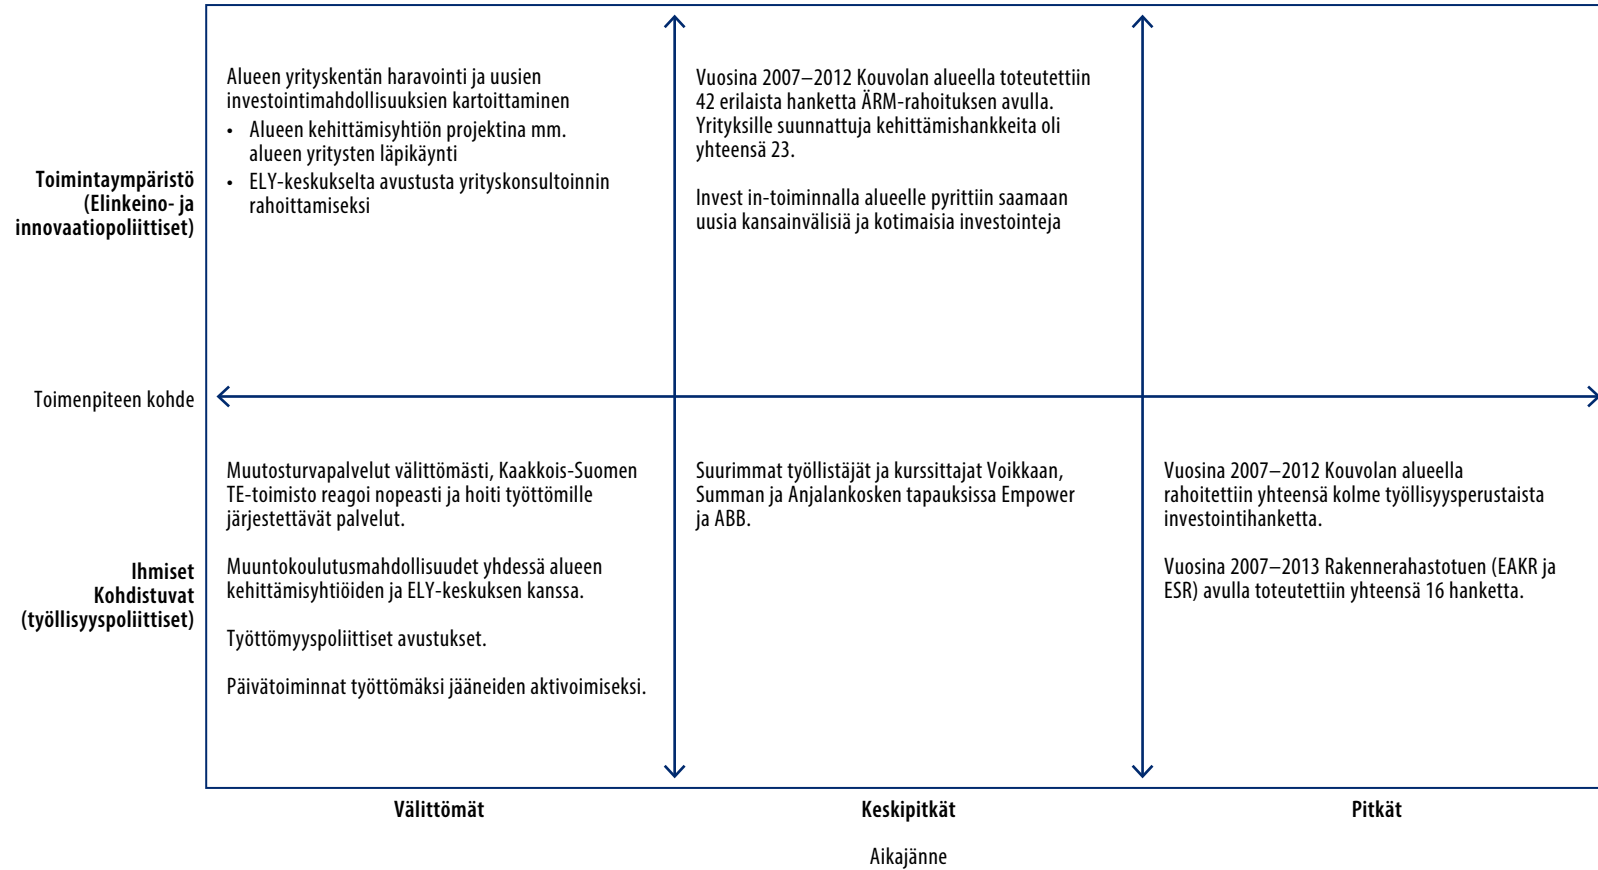 Toimintaympäristö
(Elinkeino- ja
innovaatiopoliittiset)
Alueen yrityskentän haravointi ja uusien
investointimahdollisuuksien kartoittaminen
• Alueen kehittämisyhtiön projektina mm.
alueen yritysten läpikäynti
• ELY-keskukselta avustusta yrityskonsultoinnin
rahoittamiseksi
Vuosina 2007–2012 Kouvolan alueella toteutettiin
42 erilaista hanketta ÄRM-rahoituksen avulla.
Yrityksille suunnattuja kehittämishankkeita oli
yhteensä 23.
Invest in-toiminnalla alueelle pyrittiin saamaan
uusia kansainvälisiä ja kotimaisia investointeja
Toimenpiteen kohde
Ihmiset
Kohdistuvat
(työllisyyspoliittiset)
Muutosturvapalvelut välittömästi, Kaakkois-Suomen
TE-toimisto reagoi nopeasti ja hoiti työttömille
järjestettävät palvelut.
Muuntokoulutusmahdollisuudet yhdessä alueen
kehittämisyhtiöiden ja ELY-keskuksen kanssa.
Työttömyyspoliittiset avustukset.
Päivätoiminnat työttömäksi jääneiden aktivoimiseksi.
Suurimmat työllistäjät ja kurssittajat Voikkaan,
Summan ja Anjalankosken tapauksissa Empower
ja ABB.
Vuosina 2007–2012 Kouvolan alueella
rahoitettiin yhteensä kolme työllisyysperustaista
investointihanketta.
Vuosina 2007–2013 Rakennerahastotuen (EAKR ja
ESR) avulla toteutettiin yhteensä 16 hanketta.
Välittömät
Keskipitkät
Pitkät
Aikajänne